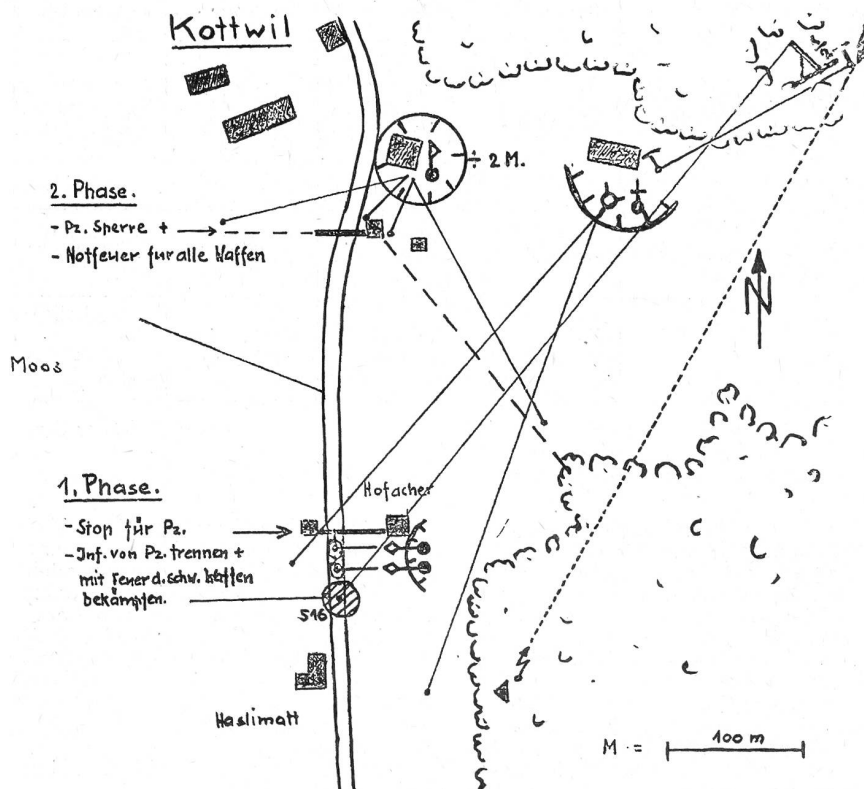 Kottwil
÷ 2 M.
2. Phase.
- Pz. Sperre +
- Notfeuer für alle Waffen
Moos
1. Phase.
Hofacher
- Stop für Pz.
- Inf. von Pz. trennen +
mit Feuer d. schw. Waffen
bekämpfen.
516
Haslimatt
N
M = 100 m